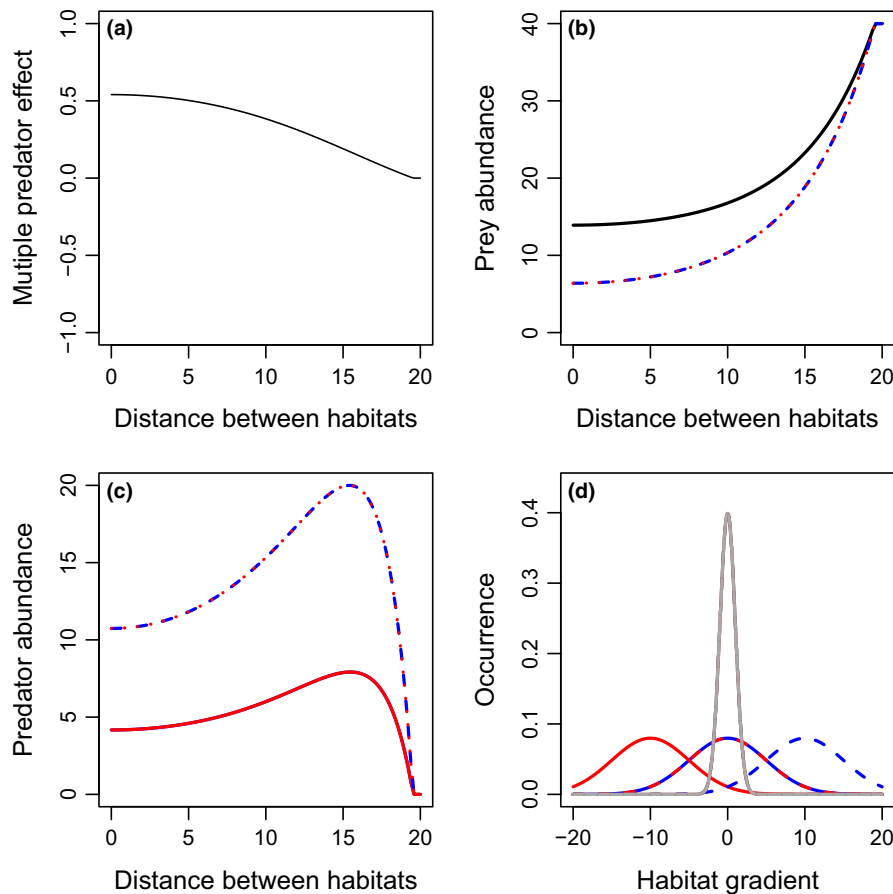 (a)
Mutiple predator effect
1.0
0.5
0.0
−0.5
−1.0
0 5 10 15 20
Distance between habitats
(b)
Prey abundance
40
30
20
10
0
0 5 10 15 20
Distance between habitats
(c)
Predator abundance
20
15
10
5
0
0 5 10 15 20
Distance between habitats
(d)
Occurrence
0.4
0.3
0.2
0.1
0.0
−20 −10 0 10 20
Habitat gradient